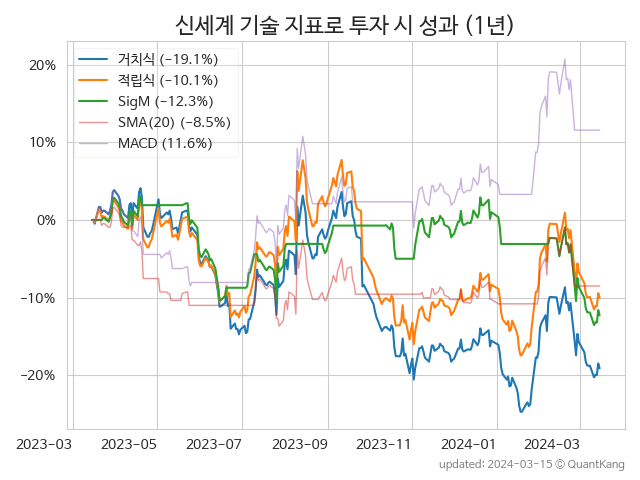 신세계 기술 지표로 투자 시 성과 (1년)
거치식 (−19.1%)
적립식 (−10.1%)
SigM (−12.3%)
SMA(20) (−8.5%)
MACD (11.6%)
20%
10%
0%
−10%
−20%
2023-03 2023-05 2023-07 2023-09 2023-11 2024-01 2024-03
updated: 2024-03-15 © QuantKang